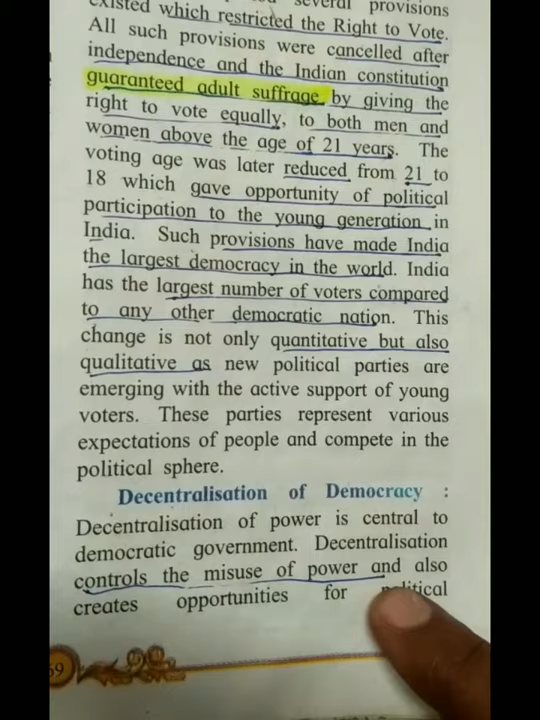 several provisions
existed which restricted the Right to Vote.
All such provisions were cancelled after
independence and the Indian constitution
guaranteed adult suffrage by giving the
right to vote equally, to both men and
women above the age of 21 years. The
voting age was later reduced from 21 to
18 which gave opportunity of political
participation to the young generation in
India. Such provisions have made India
the largest democracy in the world. India
has the largest number of voters compared
to any other democratic nation. This
change is not only quantitative but also
qualitative as new political parties are
emerging with the active support of young
voters. These parties represent various
expectations of people and compete in the
political sphere.
Decentralisation of Democracy :
Decentralisation of power is central to
democratic government. Decentralisation
controls the misuse of power and also
creates opportunities for political